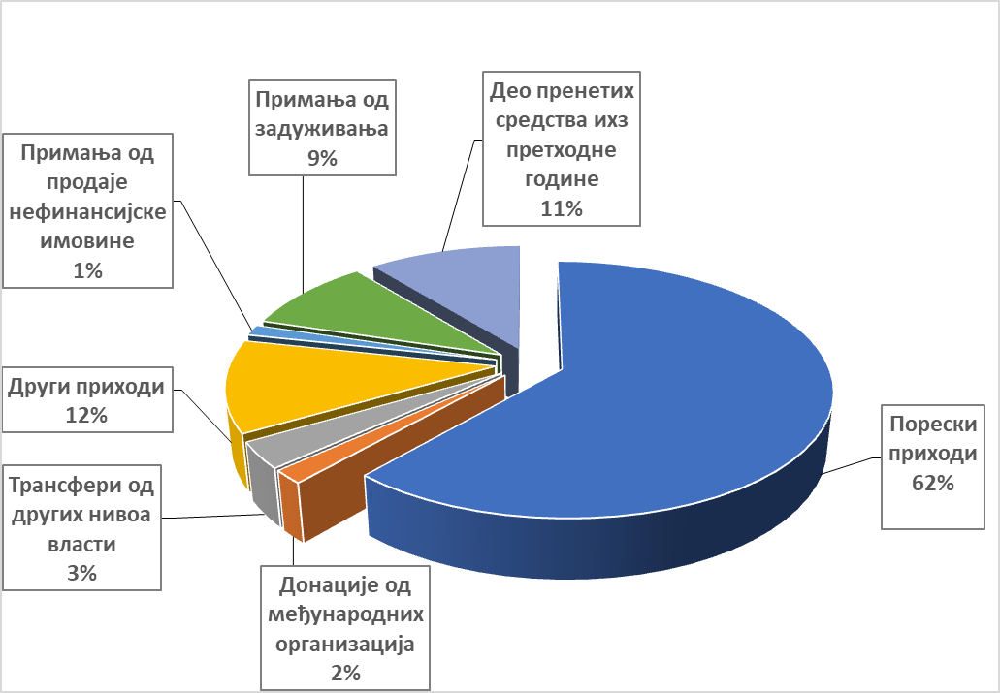 Део пренетих
средства ихз
претходне
године
11%
Примања од
задуживања
9%
Примања од
продаје
нефинансијске
имовине
1%
Други приходи
12%
Порески
приходи
62%
Трансфери од
других нивоа
власти
3%
Донације од
међународних
организација
2%